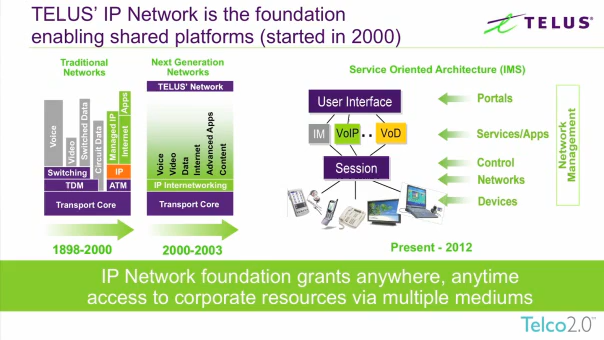 TELUS’ IP Network is the foundation
enabling shared platforms (started in 2000)
TELUS®
Traditional
Networks
Voice
Video
Switched Data
Circuit Data
Managed IP
Internet
Apps
Switching
IP
TDM
ATM
Transport Core
1898-2000
Next Generation
Networks
TELUS' Network
Voice
Video
Data
Internet
Advanced Apps
Content
IP Internetworking
Transport Core
2000-2003
Service Oriented Architecture (IMS)
User Interface
IM
VoIP
..
VoD
Session
Portals
Services/Apps
Control
Networks
Devices
Network
Management
Present - 2012
IP Network foundation grants anywhere, anytime
access to corporate resources via multiple mediums
Telco2.0™